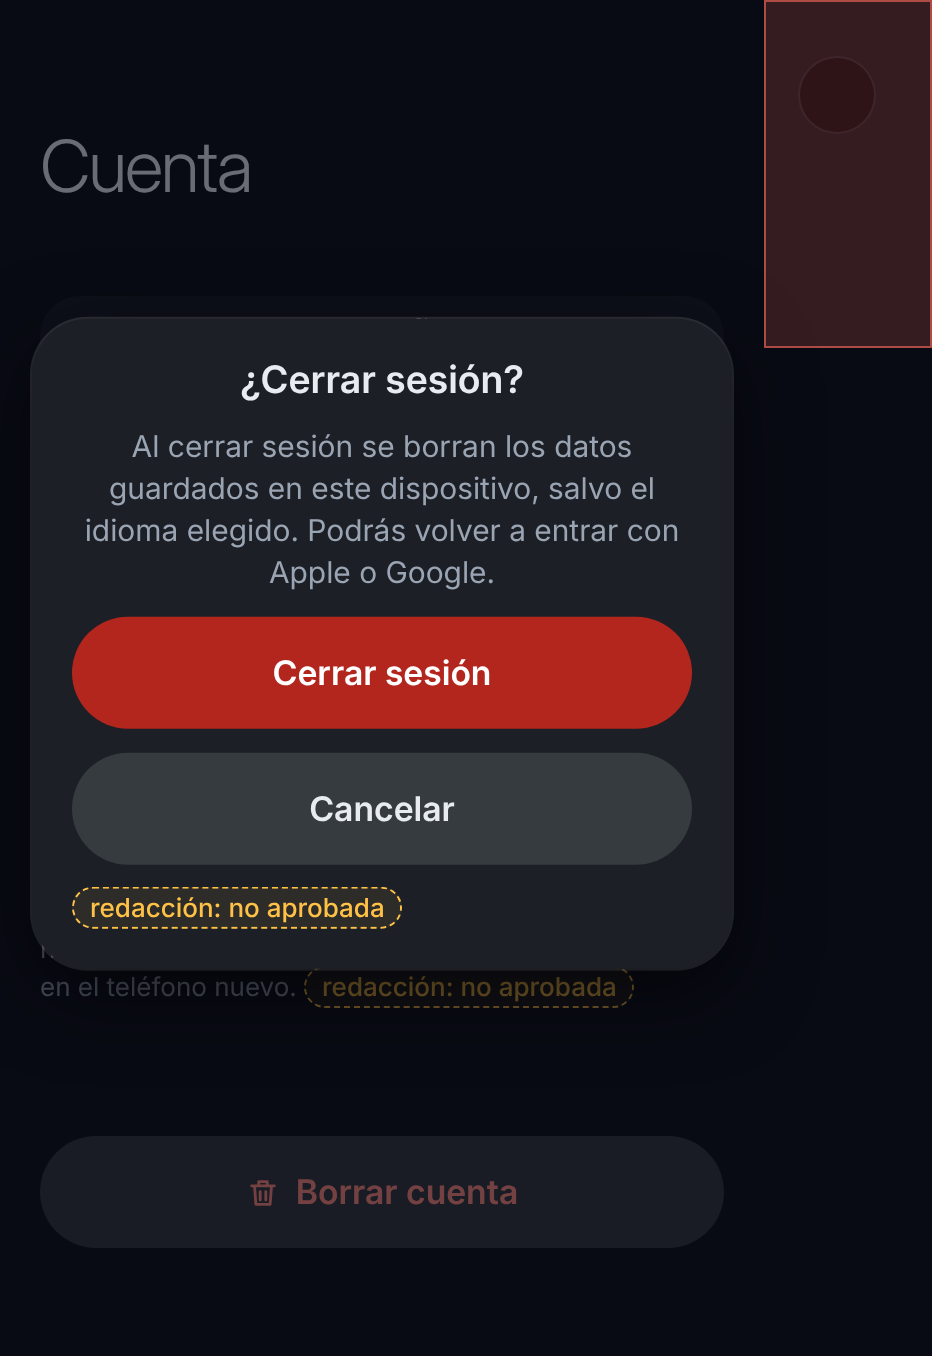 Cuenta
¿Cerrar sesión?
Al cerrar sesión se borran los datos
guardados en este dispositivo, salvo el
idioma elegido. Podrás volver a entrar con
Apple o Google.
Cerrar sesión
Cancelar
redacción: no aprobada
en el teléfono nuevo. redacción: no aprobada
Borrar cuenta